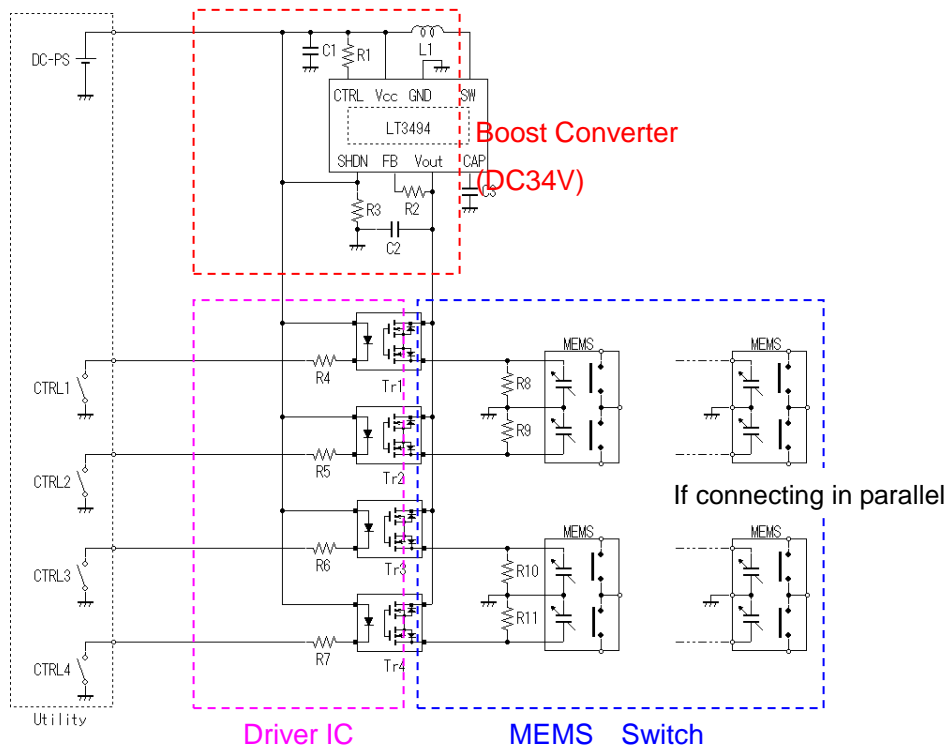 DC-PS
C1
R1
L1
CTRL Vcc GND SW
LT3494
SHDN FB Vout CAP
Boost Converter
(DC34V)
C3
R2
R3
C2
MEMS
MEMS
CTRL1
R4
Tr1
R8
R9
CTRL2
R5
Tr2
If connecting in parallel
MEMS
MEMS
CTRL3
R6
Tr3
R10
R11
CTRL4
R7
Tr4
Utility
Driver IC
MEMS Switch